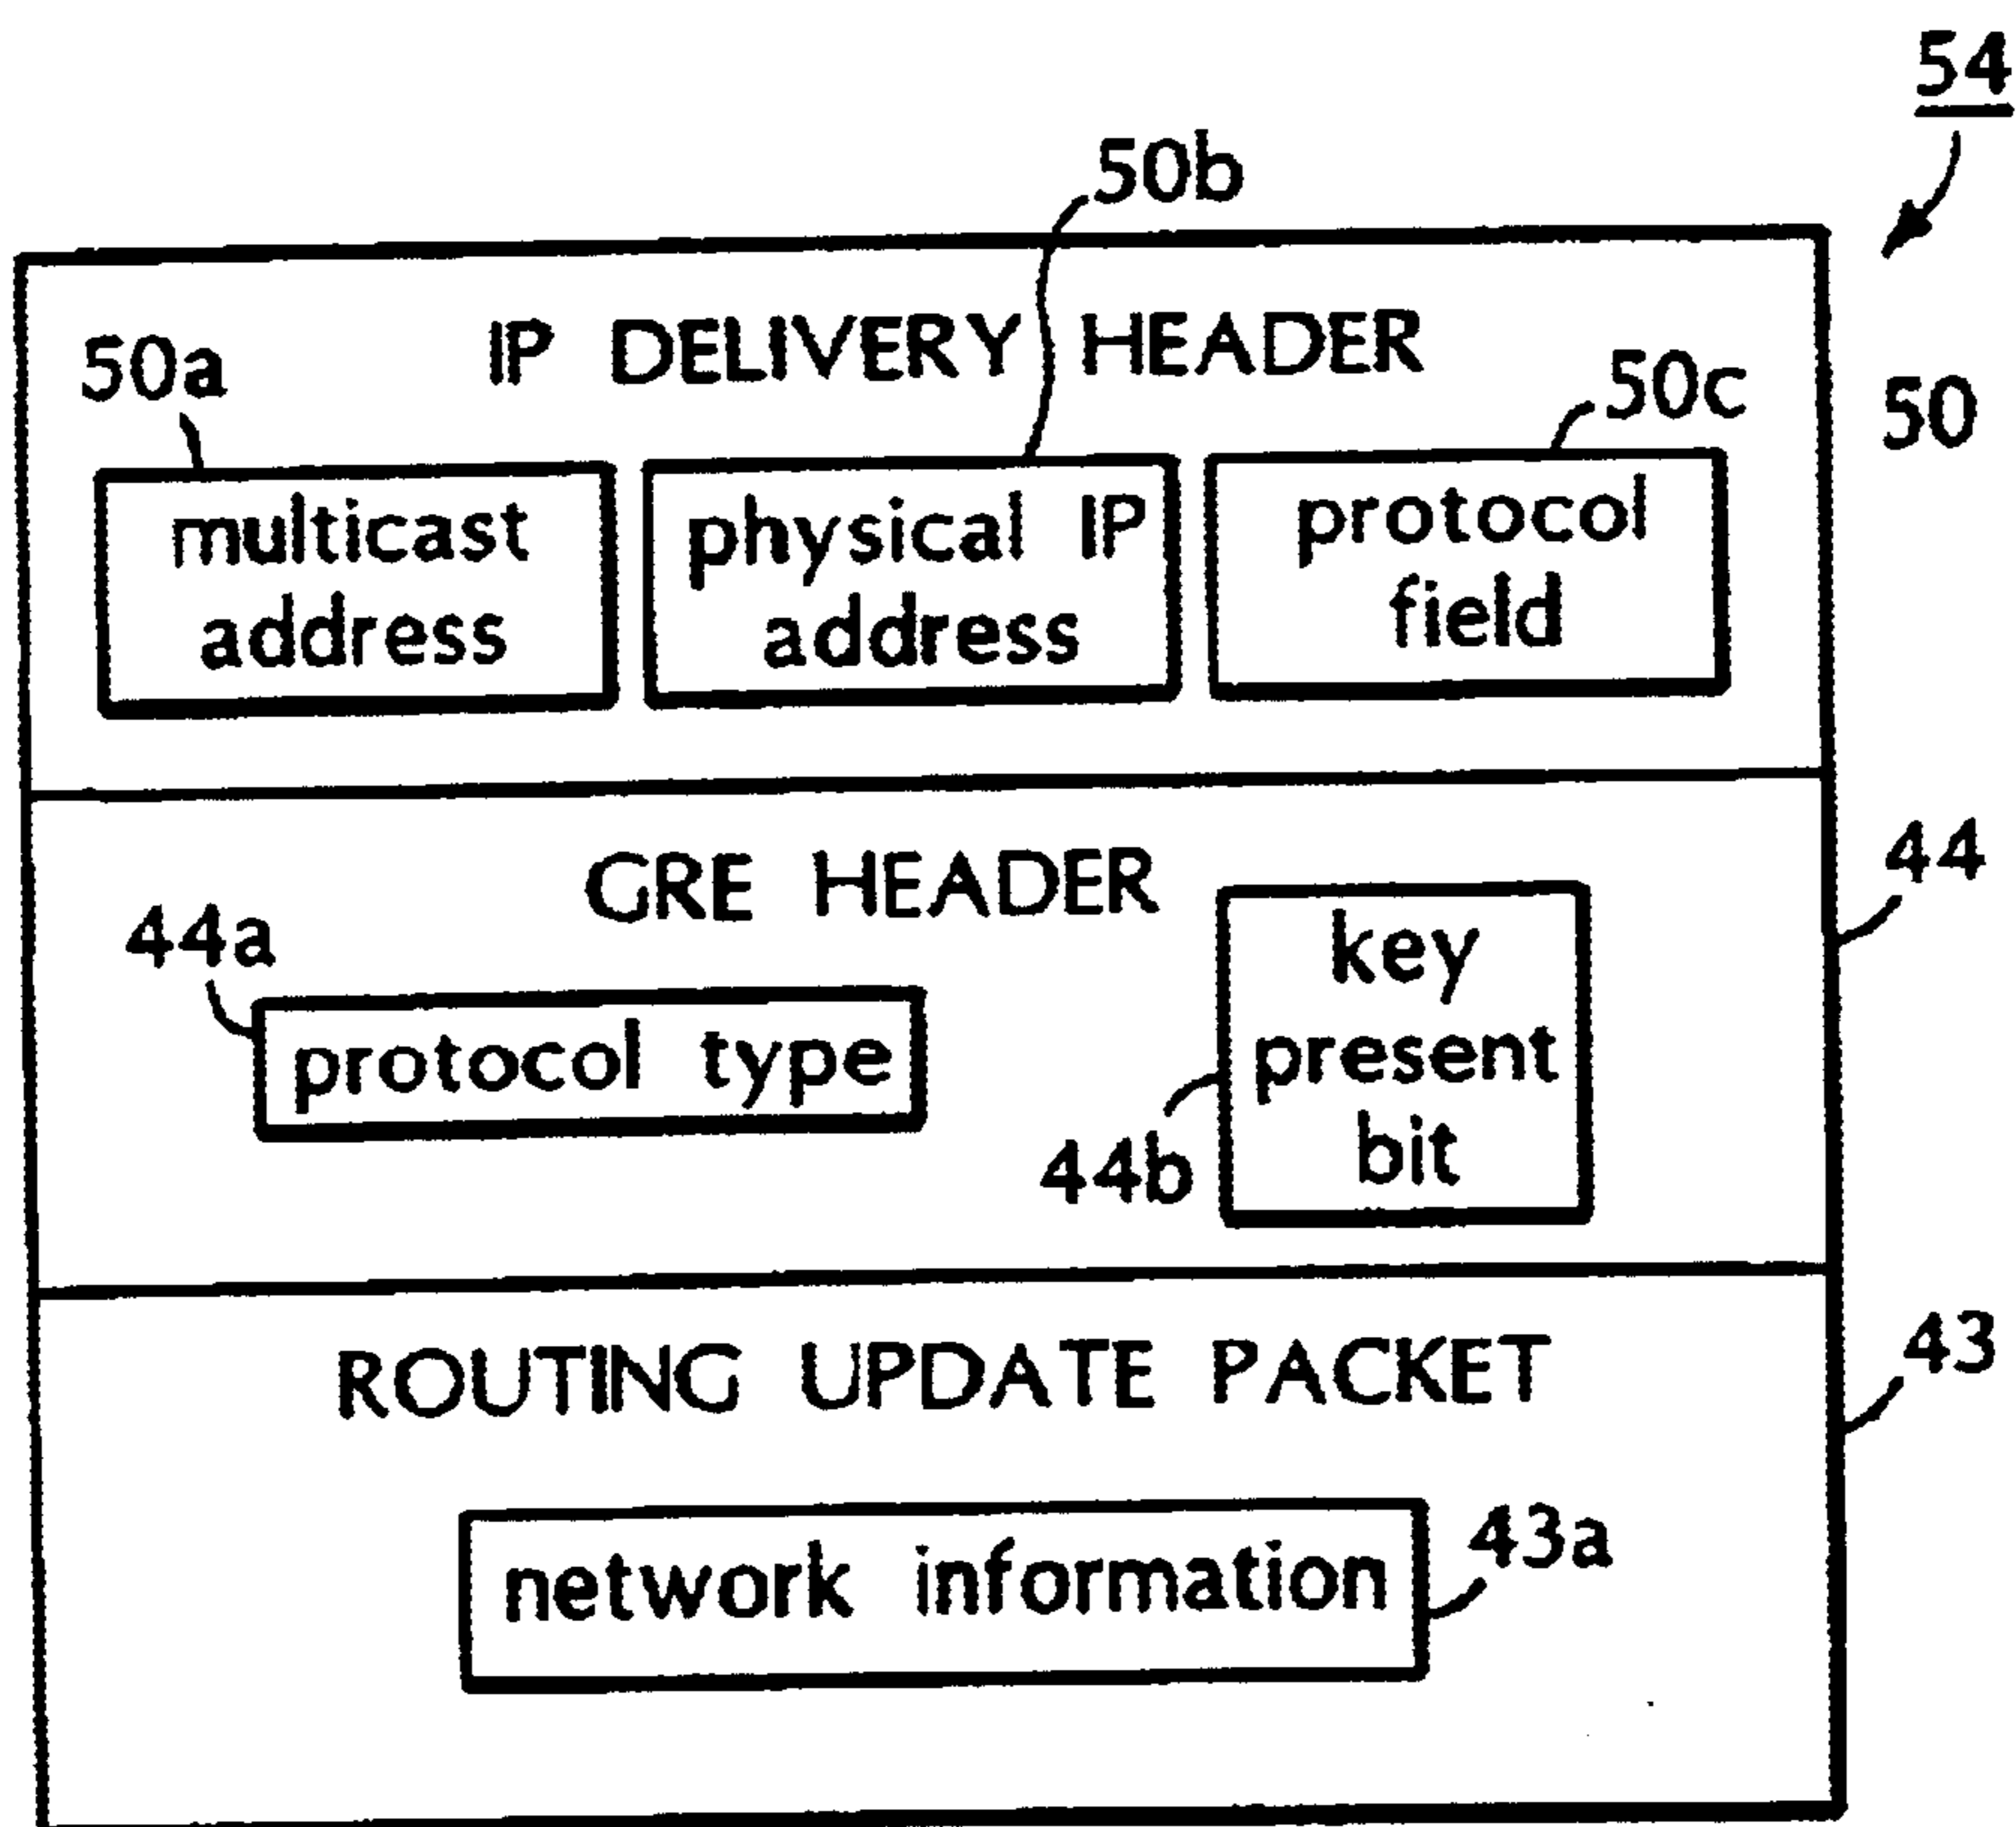 54
50b
IP DELIVERY HEADER
50a
50c
50
multicast
address
physical IP
address
protocol
field
GRE HEADER
44
44a
protocol type
key
present
bit
44b
ROUTING UPDATE PACKET
43
network information
43a